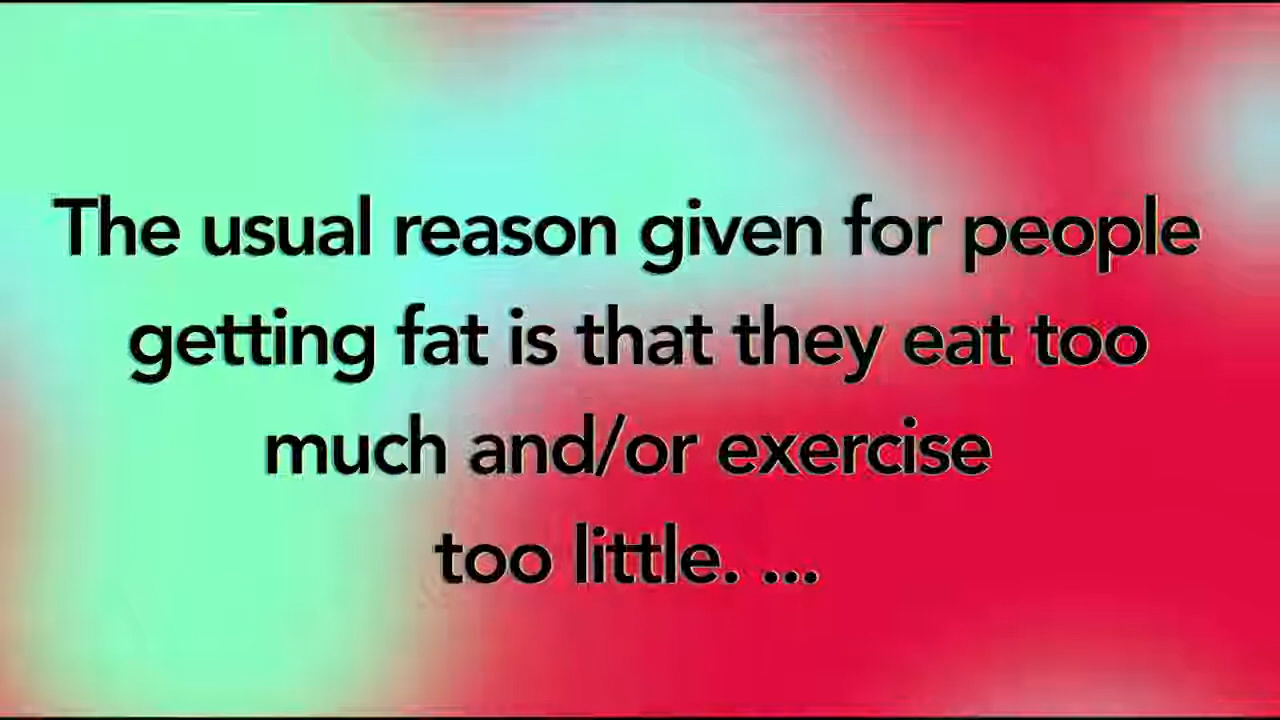 The usual reason given for people
getting fat is that they eat too
much and/or exercise
too little. ...